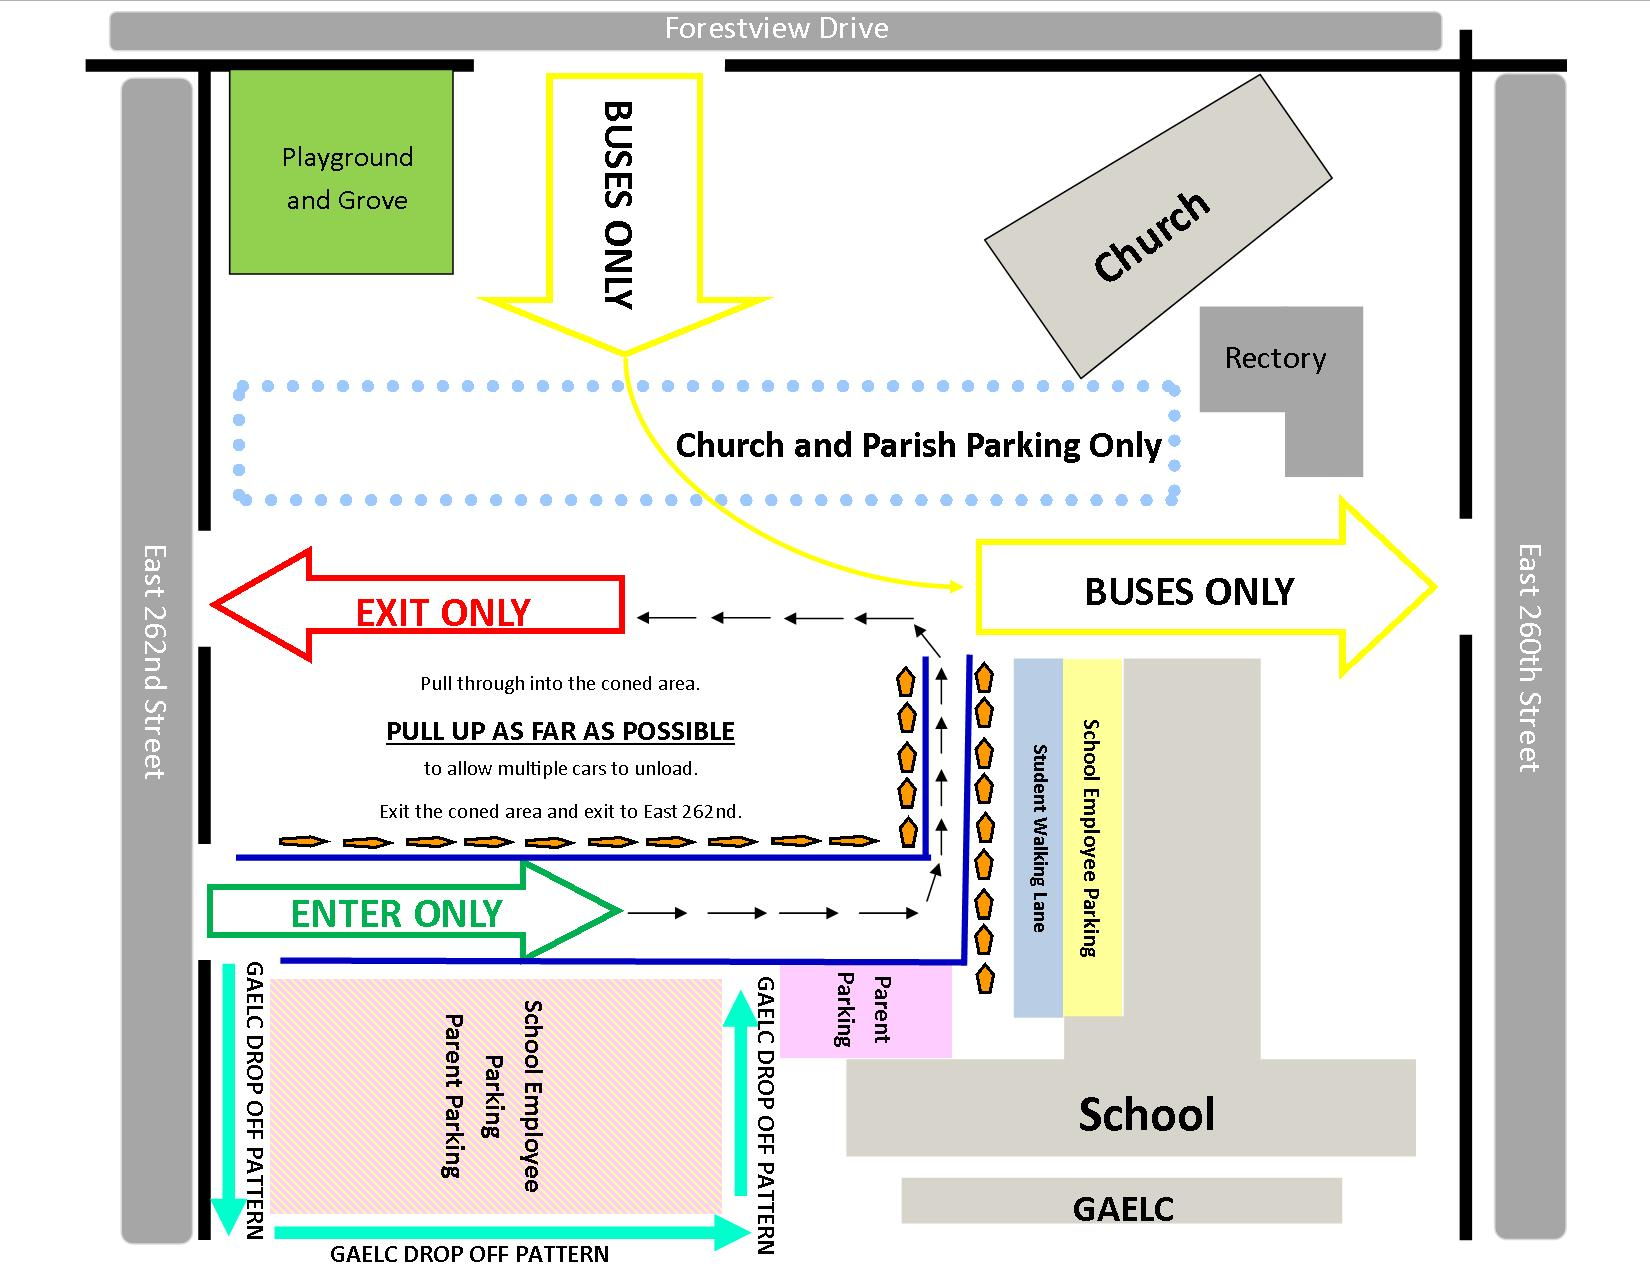 Forestview Drive
Playground
and Grove
BUSES ONLY
Church
Rectory
Church and Parish Parking Only
East 262nd Street
East 260th Street
EXIT ONLY
BUSES ONLY
Pull through into the coned area.
PULL UP AS FAR AS POSSIBLE
to allow multiple cars to unload.
Exit the coned area and exit to East 262nd.
Student Walking Lane
School Employee Parking
ENTER ONLY
GAELC DROP OFF PATTERN
School Employee
Parking
Parent Parking
GAELC DROP OFF PATTERN
Parent
Parking
School
GAELC
GAELC DROP OFF PATTERN